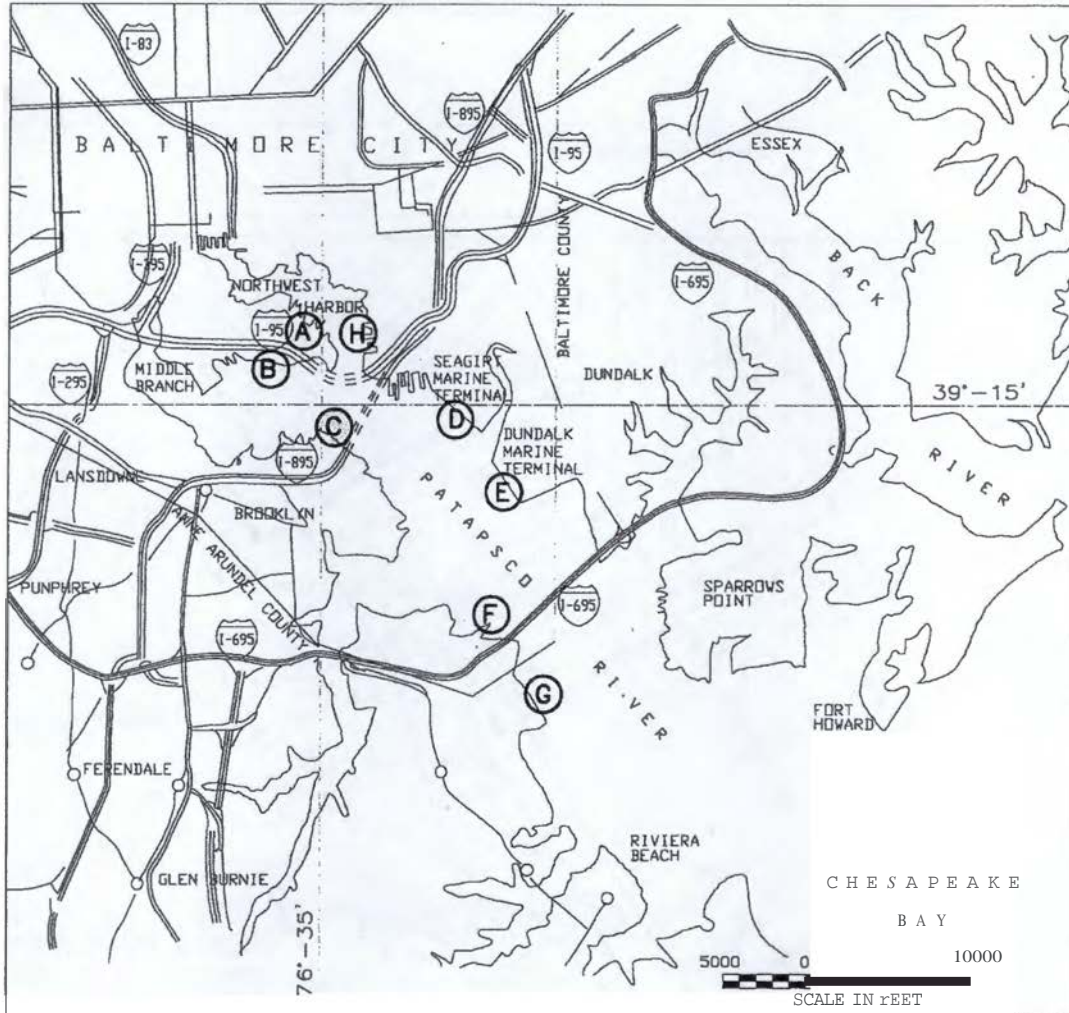 I-83
I-895
BALTIMORE CITY
I-95
ESSEX
BALTIMORE COUNTY
I-395
I-695
BACK
NORTHWEST
HARBOR
A
H
I-95
B
MIDDLE
BRANCH
SEAGIRT
MARINE
TERMINAL
DUNDALK
I-295
39°-15'
D
C
DUNDALK
MARINE
TERMINAL
RIVER
I-895
LANSDOWNE
E
PATAPSCO
BROOKLYN
ANNE ARUNDEL COUNTY
PUNPHREY
SPARROWS
POINT
I-695
F
I-695
RIVER
G
FORT
HOWARD
FERENDALE
RIVIERA
BEACH
GLEN BURNIE
CHESAPEAKE
BAY
76°-35'
5000 0 10000
SCALE IN rEET